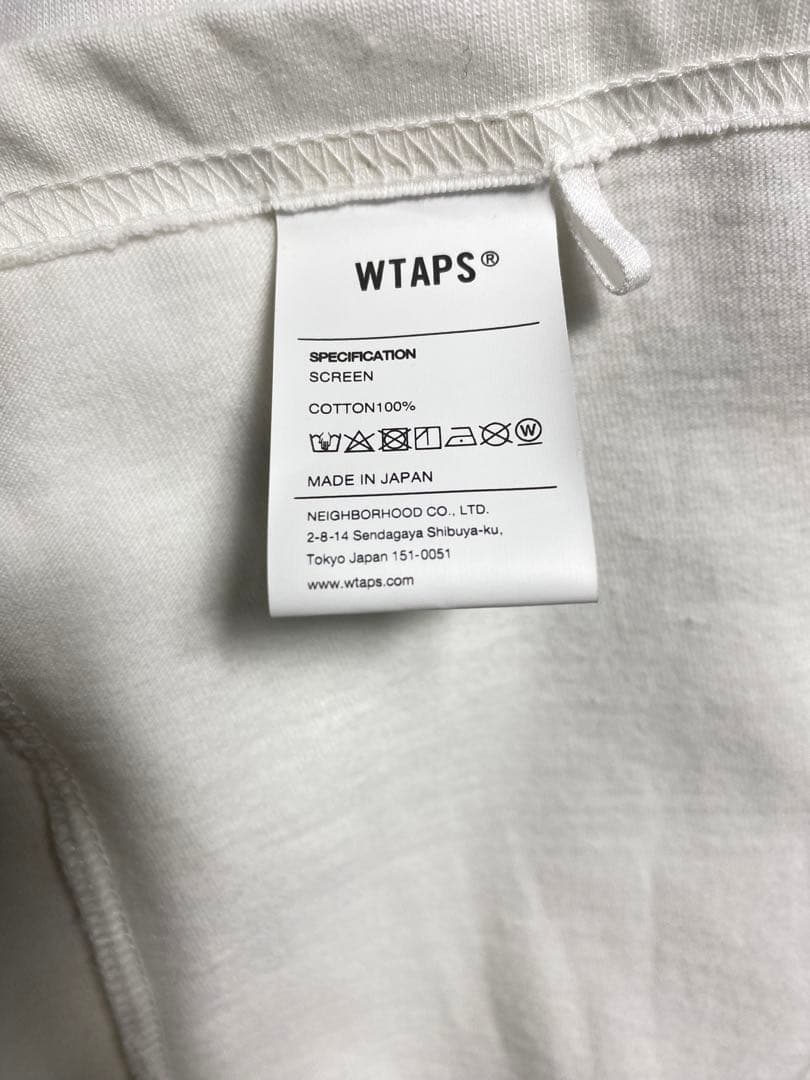 WTAPS®
SPECIFICATION
SCREEN
COTTON100%
W
MADE IN JAPAN
NEIGHBORHOOD CO., LTD.
2-8-14 Sendagaya Shibuya-ku,
Tokyo Japan 151-0051
www.wtaps.com